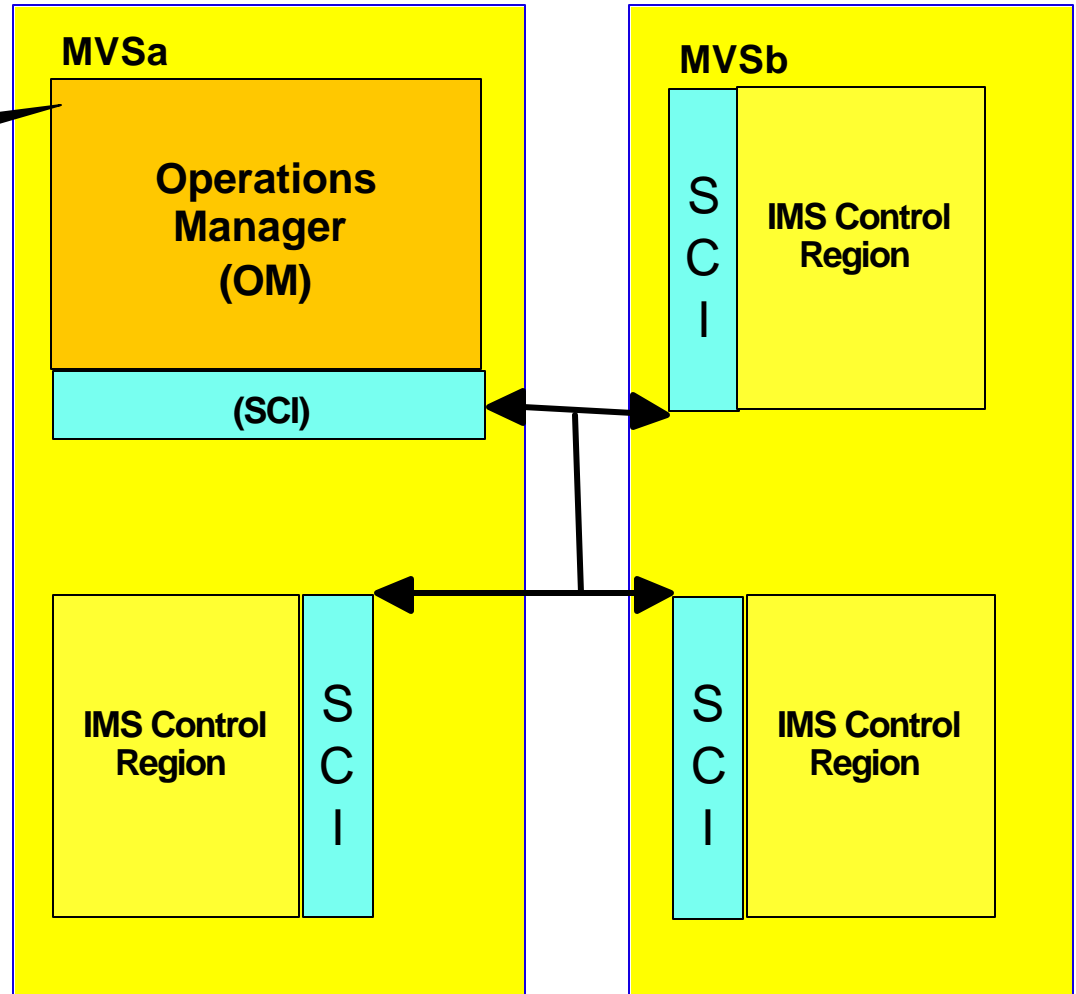 MVSa
Operations
Manager
(OM)
(SCI)
IMS Control
Region
S
C
I
MVSb
S
C
I
IMS Control
Region
S
C
I
IMS Control
Region